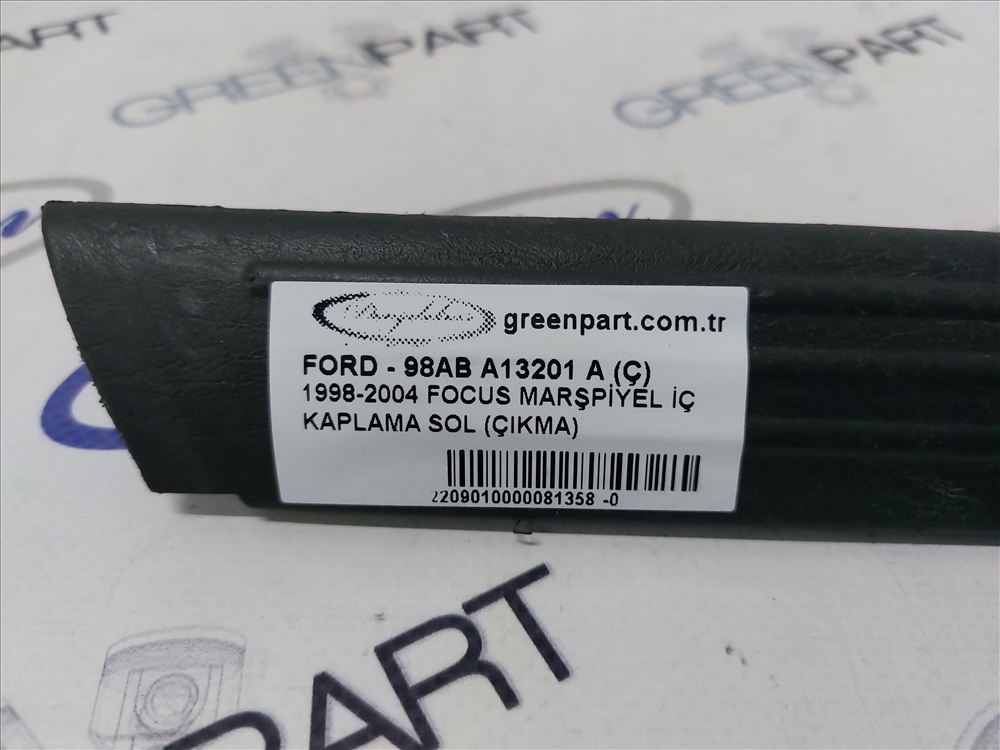 GREENPART
GREENPART
greenpart.com.tr
FORD - 98AB A13201 A (Ç)
1998-2004 FOCUS MARŞPİYEL İÇ
KAPLAMA SOL (ÇIKMA)
2209010000081358 -0
PART